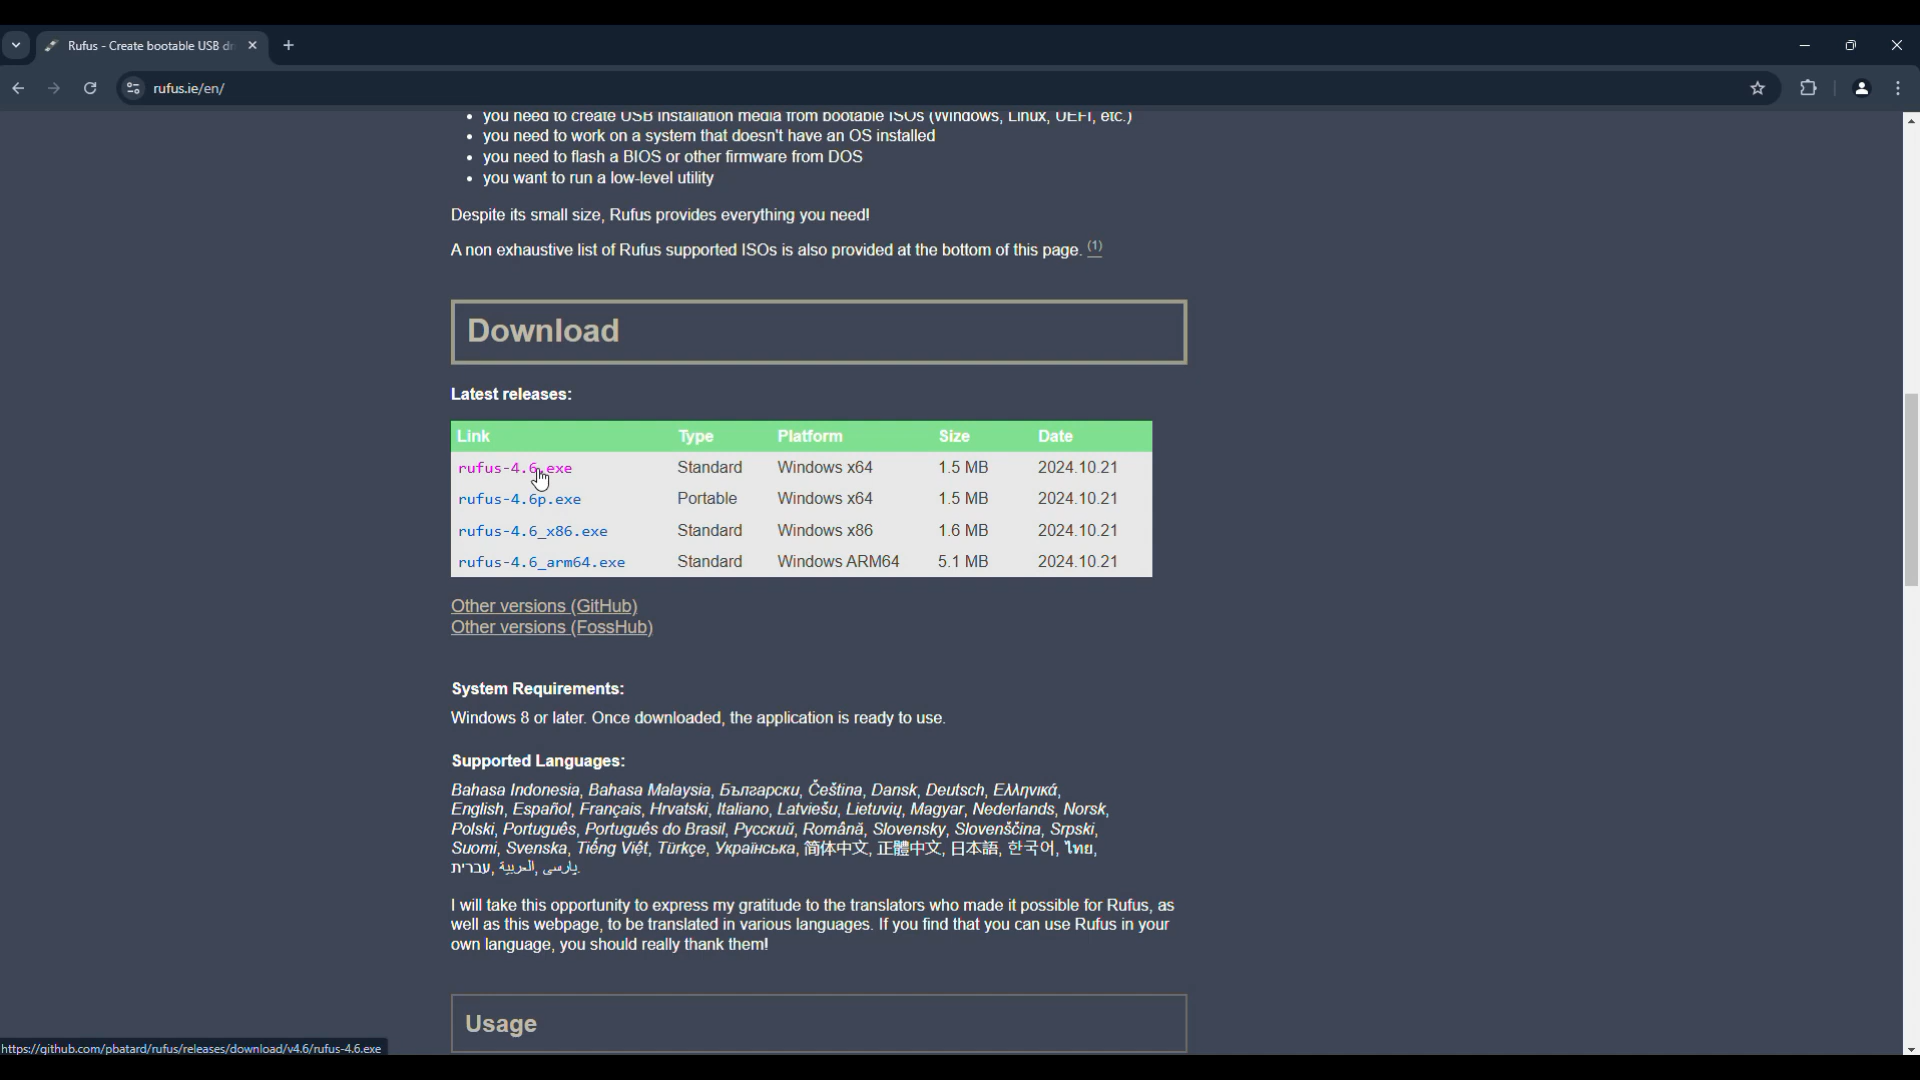 Rufus - Create bootable USB dr
rufus.ie/en/
• you need to create USB installation media from bootable ISOs (Windows, Linux, UEFI, etc.)
• you need to work on a system that doesn't have an OS installed
• you need to flash a BIOS or other firmware from DOS
• you want to run a low-level utility
Despite its small size, Rufus provides everything you need!
A non exhaustive list of Rufus supported ISOs is also provided at the bottom of this page. (1)
Download
Latest releases:
Link Type Platform Size Date
rufus-4.6.exe Standard Windows x64 1.5 MB 2024.10.21
rufus-4.6p.exe Portable Windows x64 1.5 MB 2024.10.21
rufus-4.6_x86.exe Standard Windows x86 1.6 MB 2024.10.21
rufus-4.6_arm64.exe Standard Windows ARM64 5.1 MB 2024.10.21
Other versions (GitHub)
Other versions (FossHub)
System Requirements:
Windows 8 or later. Once downloaded, the application is ready to use.
Supported Languages:
Bahasa Indonesia, Bahasa Malaysia, Български, Čeština, Dansk, Deutsch, Ελληνικά,
English, Español, Français, Hrvatski, Italiano, Latviešu, Lietuvių, Magyar, Nederlands, Norsk,
Polski, Português, Português do Brasil, Русский, Română, Slovensky, Slovenščina, Srpski,
Suomi, Svenska, Tiếng Việt, Türkçe, Українська, 简体中文, 正體中文, 日本語, 한국어, ไทย,
עברית, العربية, پارسی.
I will take this opportunity to express my gratitude to the translators who made it possible for Rufus, as
well as this webpage, to be translated in various languages. If you find that you can use Rufus in your
own language, you should really thank them!
Usage
https://github.com/pbatard/rufus/releases/download/v4.6/rufus-4.6.exe